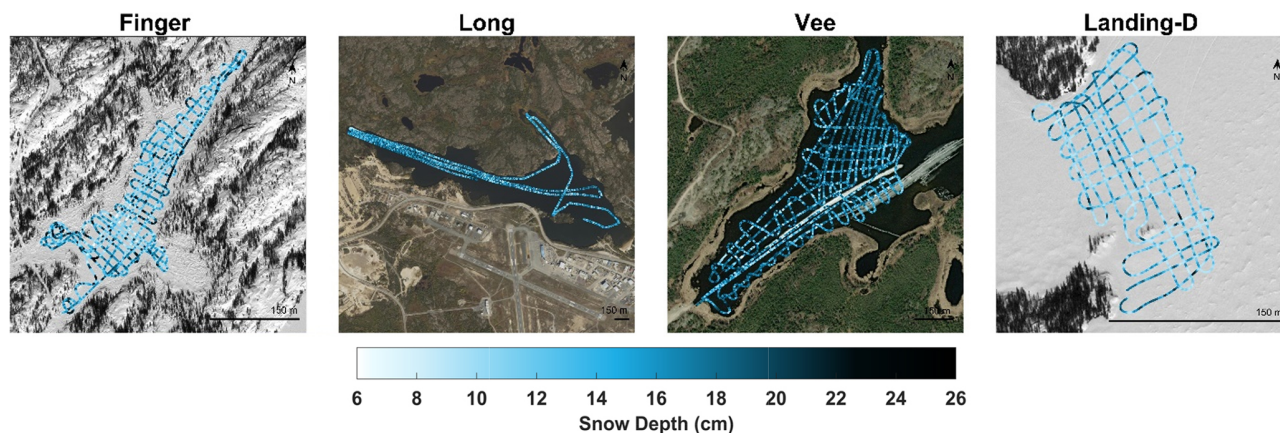 Finger Long Vee Landing-D
N N N N
150 m 150 m 150 m 150 m
6 8 10 12 14 16 18 20 22 24 26
Snow Depth (cm)